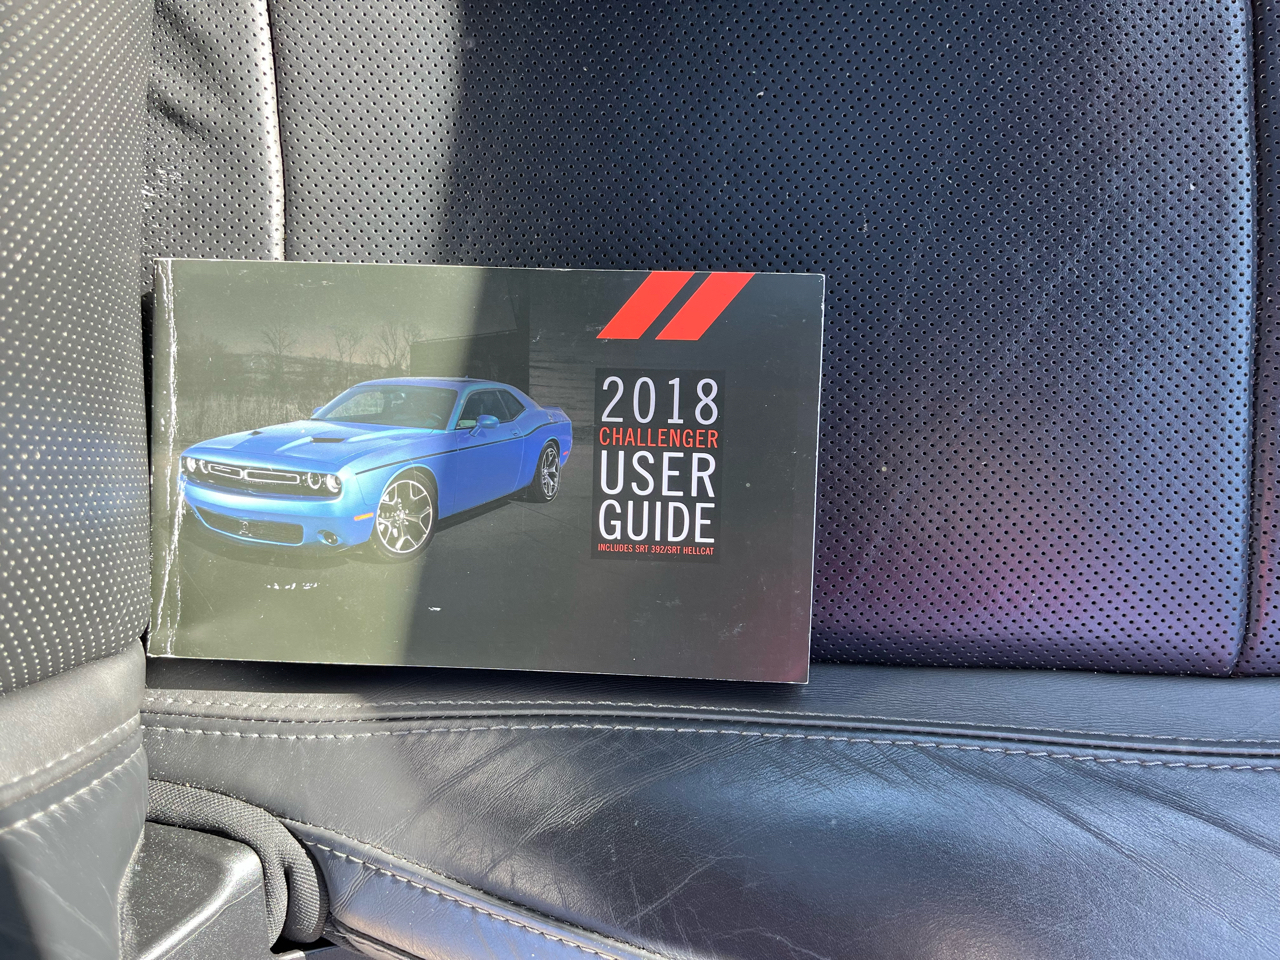 2018
CHALLENGER
USER
GUIDE
INCLUDES SRT 392/SRT HELLCAT